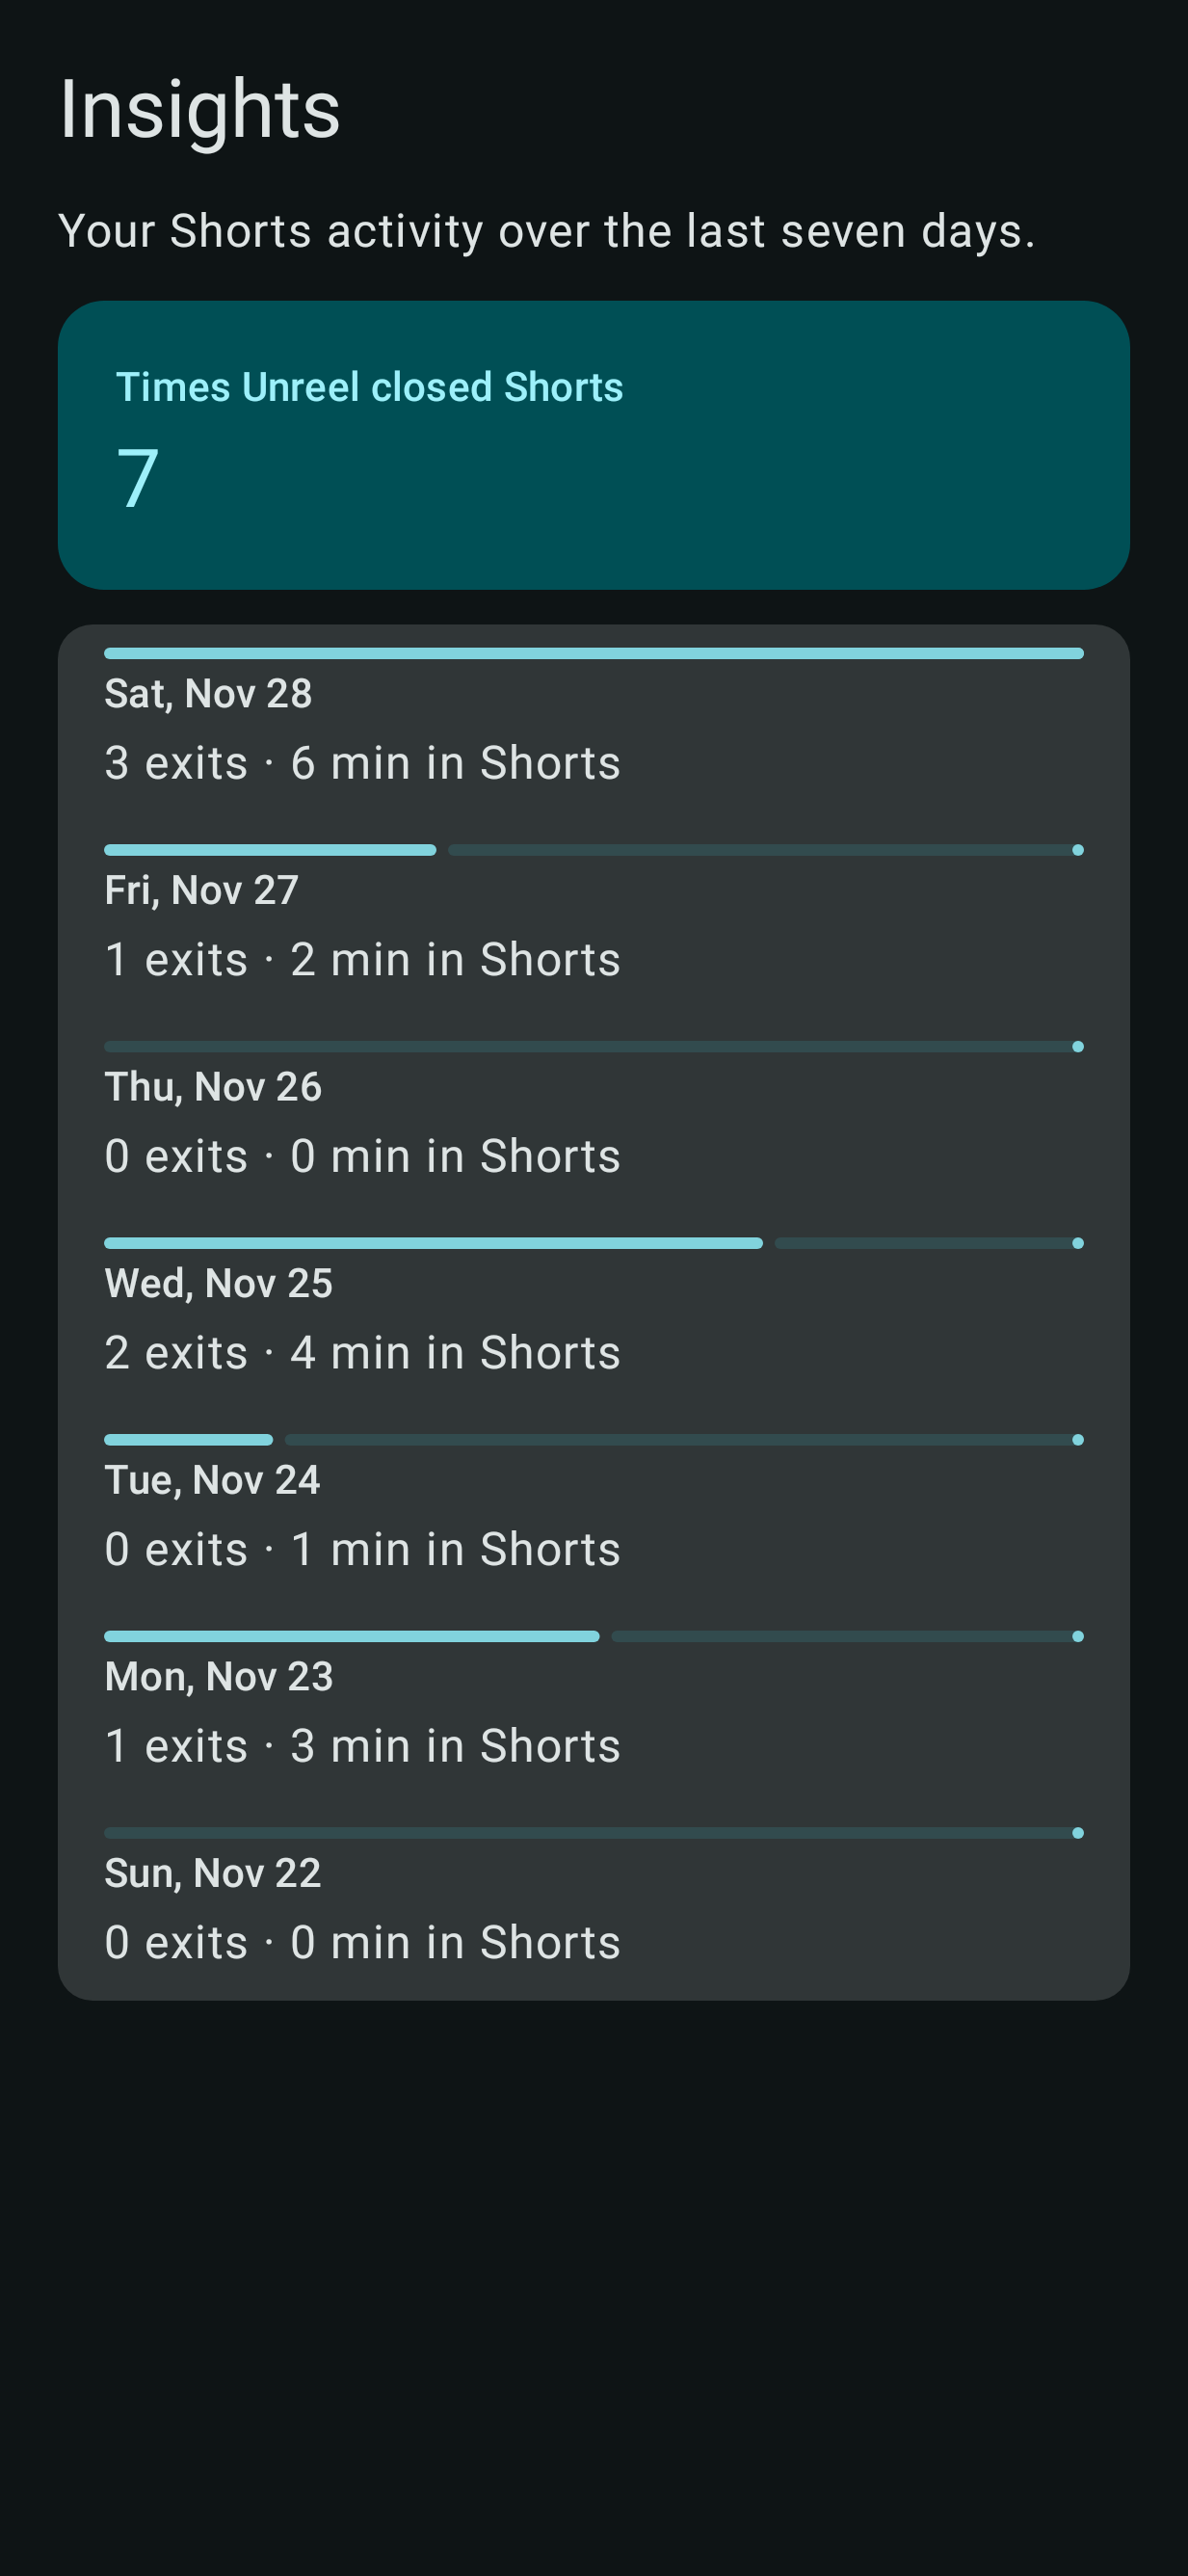 Insights
Your Shorts activity over the last seven days.
Times Unreel closed Shorts
7
Sat, Nov 28
3 exits · 6 min in Shorts
Fri, Nov 27
1 exits · 2 min in Shorts
Thu, Nov 26
0 exits · 0 min in Shorts
Wed, Nov 25
2 exits · 4 min in Shorts
Tue, Nov 24
0 exits · 1 min in Shorts
Mon, Nov 23
1 exits · 3 min in Shorts
Sun, Nov 22
0 exits · 0 min in Shorts